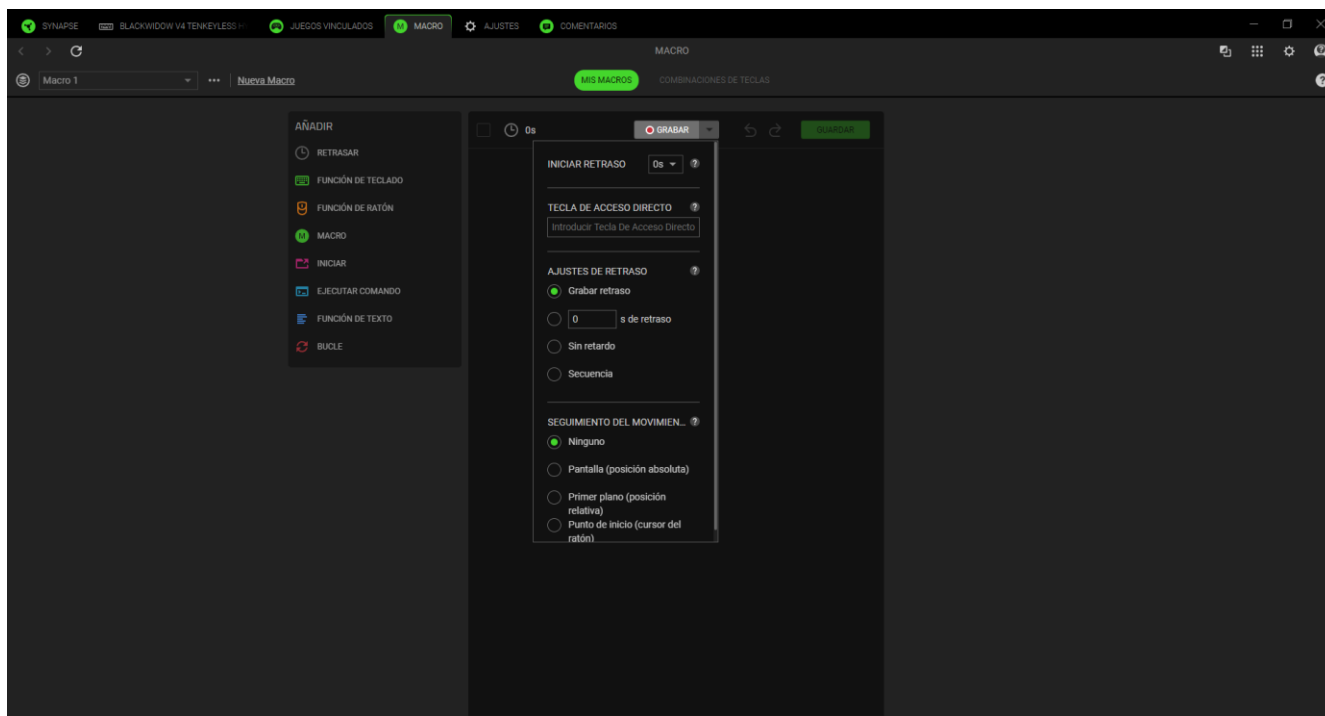 SYNAPSE
BLACKWIDOW V4 TENKEYLESS H
JUEGOS VINCULADOS
M
MACRO
AJUSTES
COMENTARIOS
MACRO
Macro 1
Nueva Macro
MIS MACROS
COMBINACIONES DE TECLAS
?
AÑADIR
RETRASAR
FUNCIÓN DE TECLADO
FUNCIÓN DE RATÓN
M
MACRO
INICIAR
EJECUTAR COMANDO
FUNCIÓN DE TEXTO
BUCLE
0s
GRABAR
GUARDAR
INICIAR RETRASO
0s
?
TECLA DE ACCESO DIRECTO
?
Introducir Tecla De Acceso Directo
AJUSTES DE RETRASO
?
Grabar retraso
0
s de retraso
Sin retardo
Secuencia
SEGUIMIENTO DEL MOVIMIEN...
?
Ninguno
Pantalla (posición absoluta)
Primer plano (posición
relativa)
Punto de inicio (cursor del
ratón)